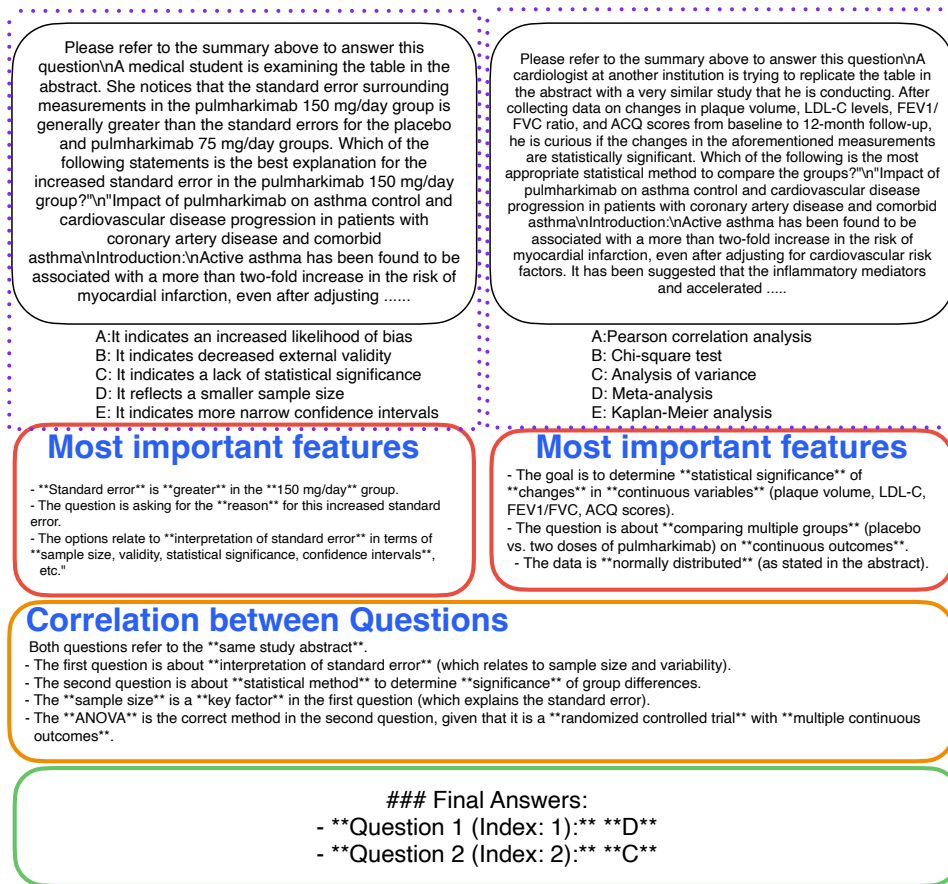 Please refer to the summary above to answer this
question\nA medical student is examining the table in the
abstract. She notices that the standard error surrounding
measurements in the pulmharkimab 150 mg/day group is
generally greater than the standard errors for the placebo
and pulmharkimab 75 mg/day groups. Which of the
following statements is the best explanation for the
increased standard error in the pulmharkimab 150 mg/day
group?"\n"Impact of pulmharkimab on asthma control and
cardiovascular disease progression in patients with
coronary artery disease and comorbid
asthma\nIntroduction:\nActive asthma has been found to be
associated with a more than two-fold increase in the risk of
myocardial infarction, even after adjusting ......
A:It indicates an increased likelihood of bias
B: It indicates decreased external validity
C: It indicates a lack of statistical significance
D: It reflects a smaller sample size
E: It indicates more narrow confidence intervals
Please refer to the summary above to answer this question\nA
cardiologist at another institution is trying to replicate the table in
the abstract with a very similar study that he is conducting. After
collecting data on changes in plaque volume, LDL-C levels, FEV1/
FVC ratio, and ACQ scores from baseline to 12-month follow-up,
he is curious if the changes in the aforementioned measurements
are statistically significant. Which of the following is the most
appropriate statistical method to compare the groups?"\n"Impact of
pulmharkimab on asthma control and cardiovascular disease
progression in patients with coronary artery disease and comorbid
asthma\nIntroduction:\nActive asthma has been found to be
associated with a more than two-fold increase in the risk of
myocardial infarction, even after adjusting for cardiovascular risk
factors. It has been suggested that the inflammatory mediators
and accelerated .....
A:Pearson correlation analysis
B: Chi-square test
C: Analysis of variance
D: Meta-analysis
E: Kaplan-Meier analysis
Most important features
- **Standard error** is **greater** in the **150 mg/day** group.
- The question is asking for the **reason** for this increased standard
error.
- The options relate to **interpretation of standard error** in terms of
**sample size, validity, statistical significance, confidence intervals**,
etc."
Most important features
- The goal is to determine **statistical significance** of
**changes** in **continuous variables** (plaque volume, LDL-C,
FEV1/FVC, ACQ scores).
- The question is about **comparing multiple groups** (placebo
vs. two doses of pulmharkimab) on **continuous outcomes**.
- The data is **normally distributed** (as stated in the abstract).
Correlation between Questions
Both questions refer to the **same study abstract**.
- The first question is about **interpretation of standard error** (which relates to sample size and variability).
- The second question is about **statistical method** to determine **significance** of group differences.
- The **sample size** is a **key factor** in the first question (which explains the standard error).
- The **ANOVA** is the correct method in the second question, given that it is a **randomized controlled trial** with **multiple continuous
outcomes**.
### Final Answers:
- **Question 1 (Index: 1):** **D**
- **Question 2 (Index: 2):** **C**